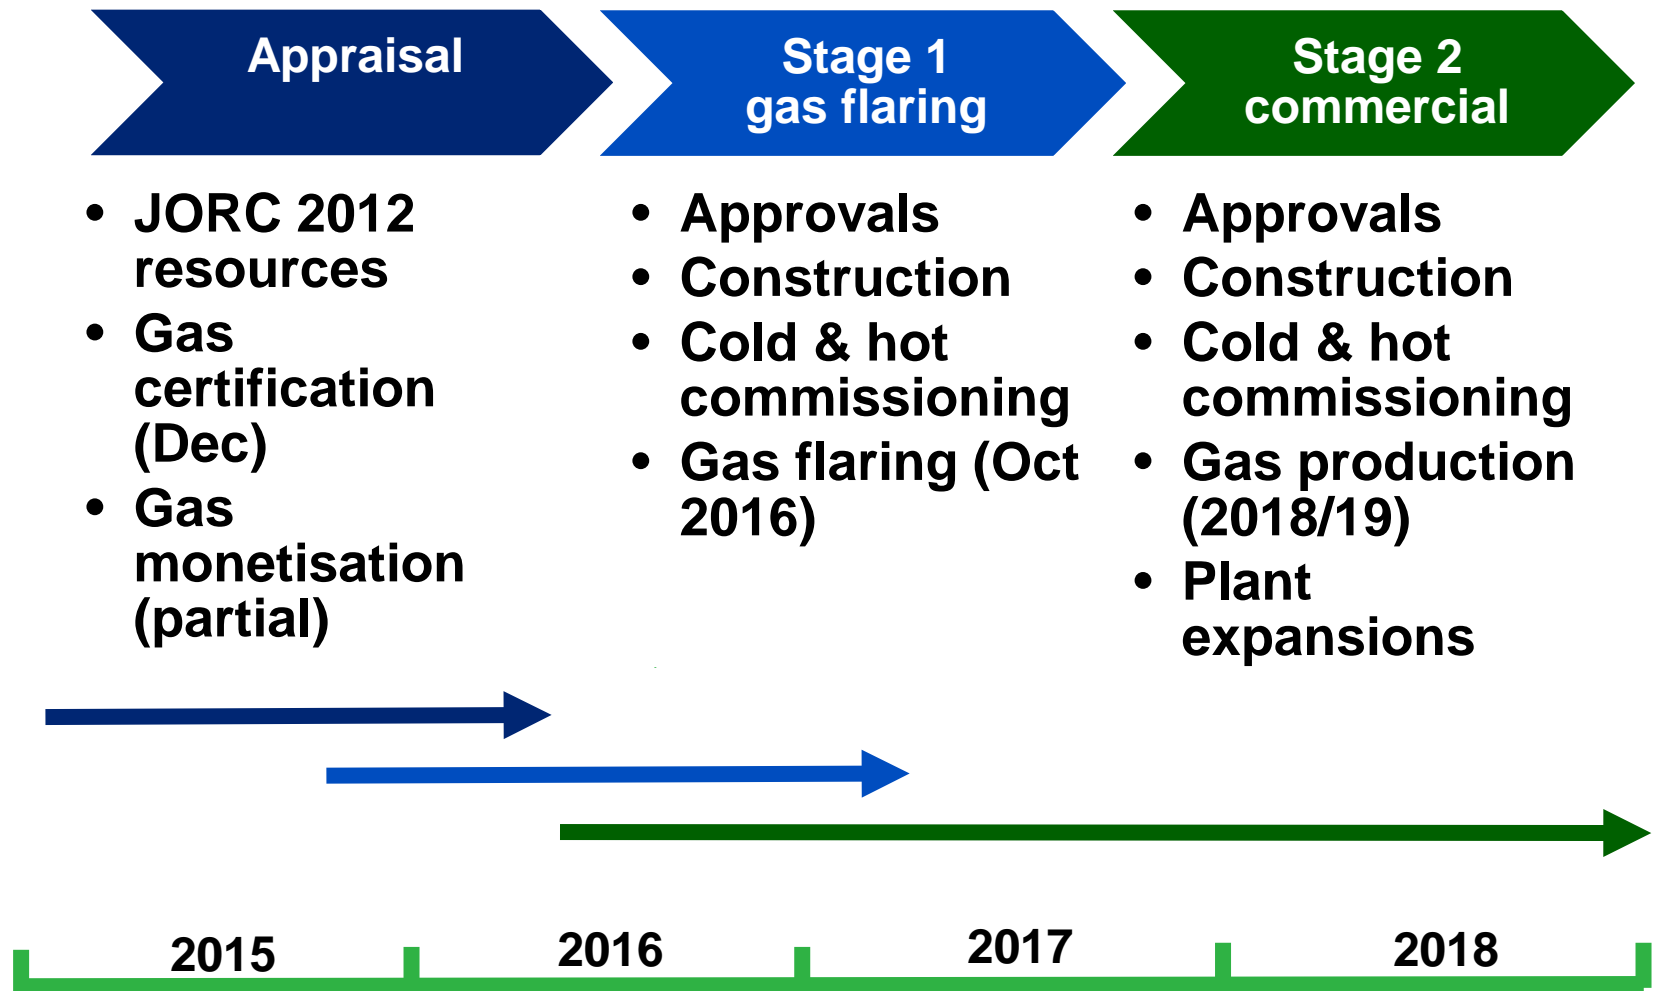 Appraisal
Stage 1
gas flaring
Stage 2
commercial
• JORC 2012
resources
• Gas
certification
(Dec)
• Gas
monetisation
(partial)
• Approvals
• Construction
• Cold & hot
commissioning
• Gas flaring (Oct
2016)
• Approvals
• Construction
• Cold & hot
commissioning
• Gas production
(2018/19)
• Plant
expansions
2015
2016
2017
2018